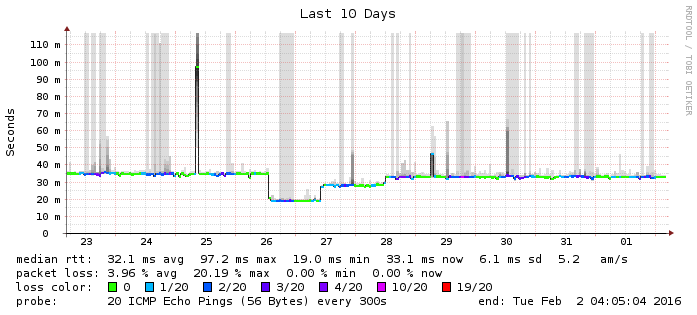 Last 10 Days
RRDTOOL / TOBI OETIKER
Seconds
110 m
100 m
90 m
80 m
70 m
60 m
50 m
40 m
30 m
20 m
10 m
0
23 24 25 26 27 28 29 30 31 01
median rtt: 32.1 ms avg 97.2 ms max 19.0 ms min 33.1 ms now 6.1 ms sd 5.2 am/s
packet loss: 3.96 % avg 20.19 % max 0.00 % min 0.00 % now
loss color: 0 1/20 2/20 3/20 4/20 10/20 19/20
probe: 20 ICMP Echo Pings (56 Bytes) every 300s end: Tue Feb 2 04:05:04 2016